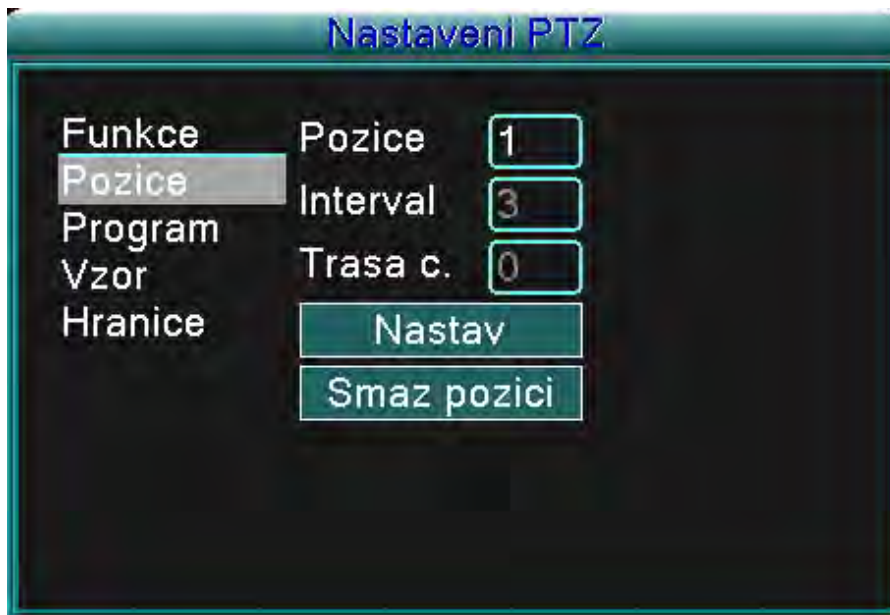 Nastaveni PTZ
Funkce
Pozice
Program
Vzor
Hranice
Pozice 1
Interval 3
Trasa c. 0
Nastav
Smaz pozici